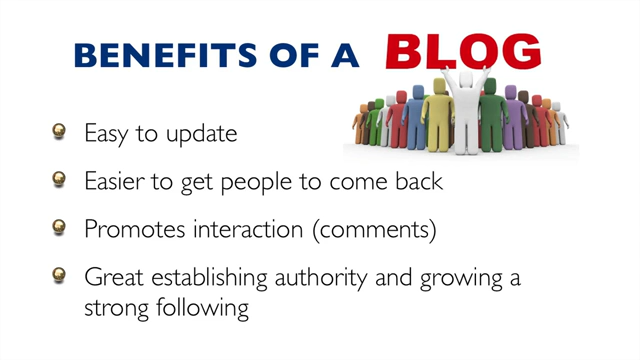 BENEFITS OF A BLOG
Easy to update
Easier to get people to come back
Promotes interaction (comments)
Great establishing authority and growing a
strong following